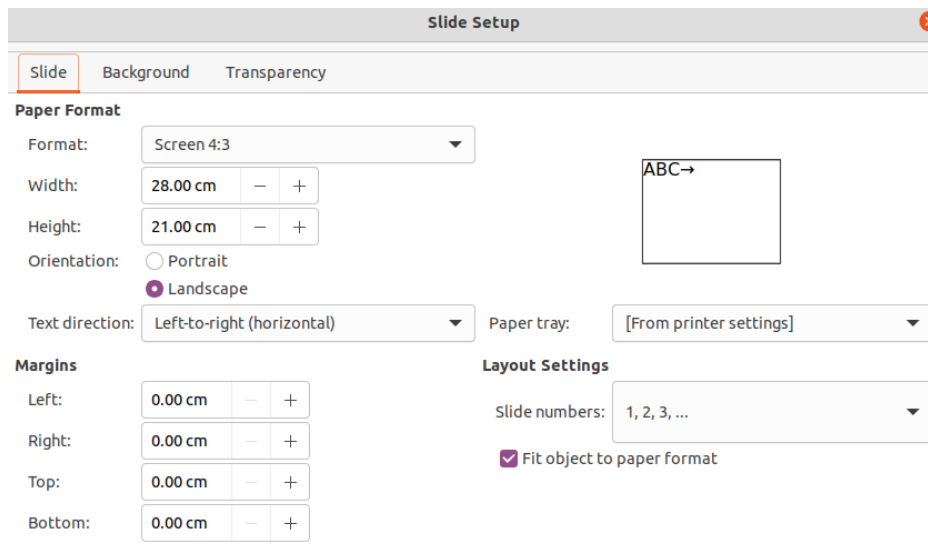 Slide Setup
Slide Background Transparency
Paper Format
Format: Screen 4:3
Width: 28.00 cm
Height: 21.00 cm
Orientation: Portrait
Landscape
ABC→
Text direction: Left-to-right (horizontal) Paper tray: [From printer settings]
Margins
Left: 0.00 cm
Right: 0.00 cm
Top: 0.00 cm
Bottom: 0.00 cm
Layout Settings
Slide numbers: 1, 2, 3, ...
Fit object to paper format